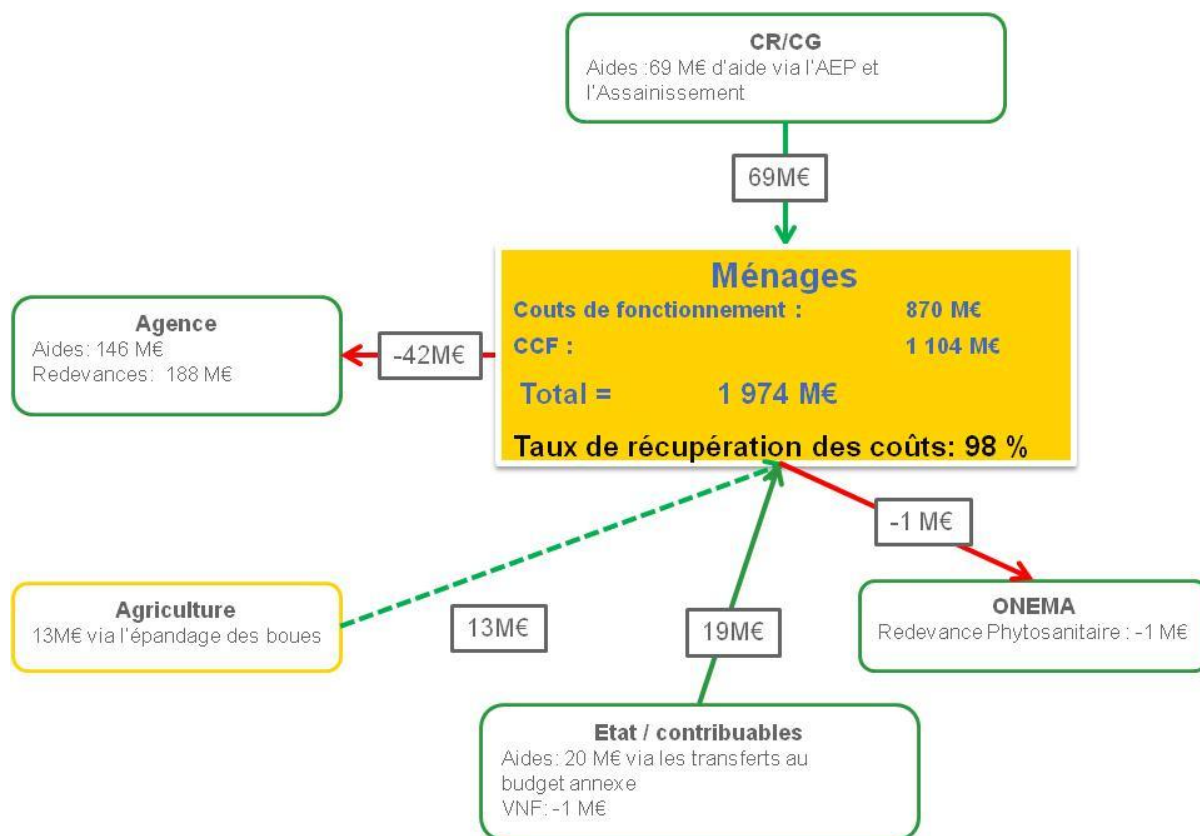 CR/CG
Aides :69 M€ d'aide via l'AEP et
l'Assainissement
69M€
Ménages
Couts de fonctionnement : 870 M€
CCF : 1 104 M€
Total = 1 974 M€
Taux de récupération des coûts: 98 %
Agence
Aides: 146 M€
Redevances: 188 M€
-42M€
-1 M€
Agriculture
13M€ via l'épandage des boues
13M€
19M€
ONEMA
Redevance Phytosanitaire : -1 M€
Etat / contribuables
Aides: 20 M€ via les transferts au
budget annexe
VNF: -1 M€